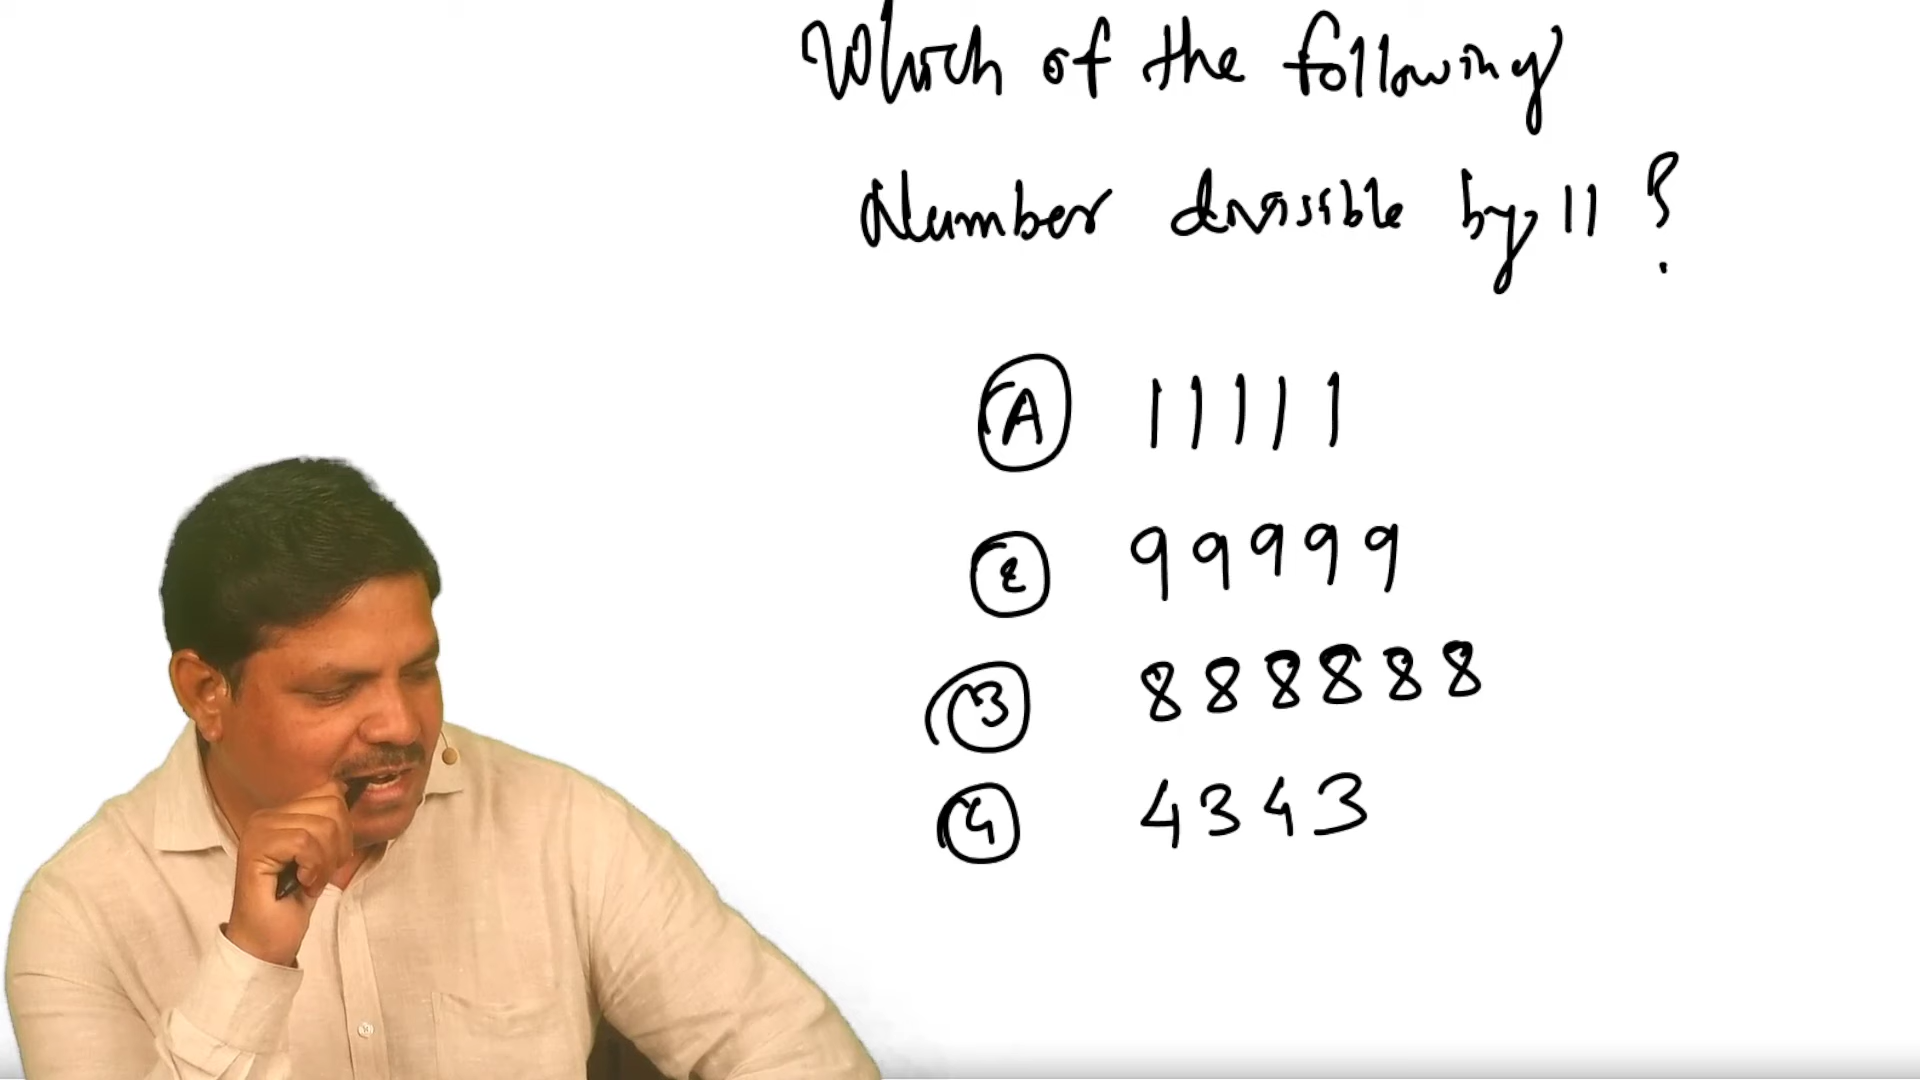 Which of the following
Number divisible by 11 ?
A 11111
2 99999
3 888888
4 4343